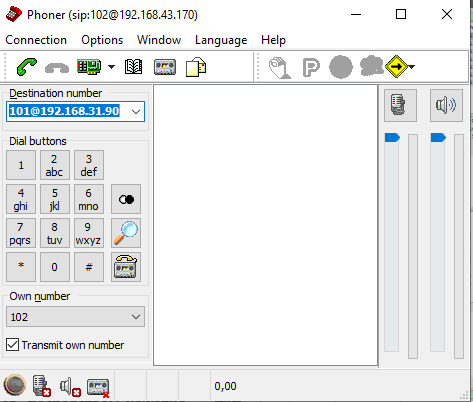 Phoner (sip:102@192.168.43.170)
Connection Options Window Language Help
P
Destination number
101@192.168.31.90
Dial buttons
1 2 abc 3 def
4 ghi 5 jkl 6 mno
7 pqrs 8 tuv 9 wxyz
* 0 #
Own number
102
Transmit own number
0,00